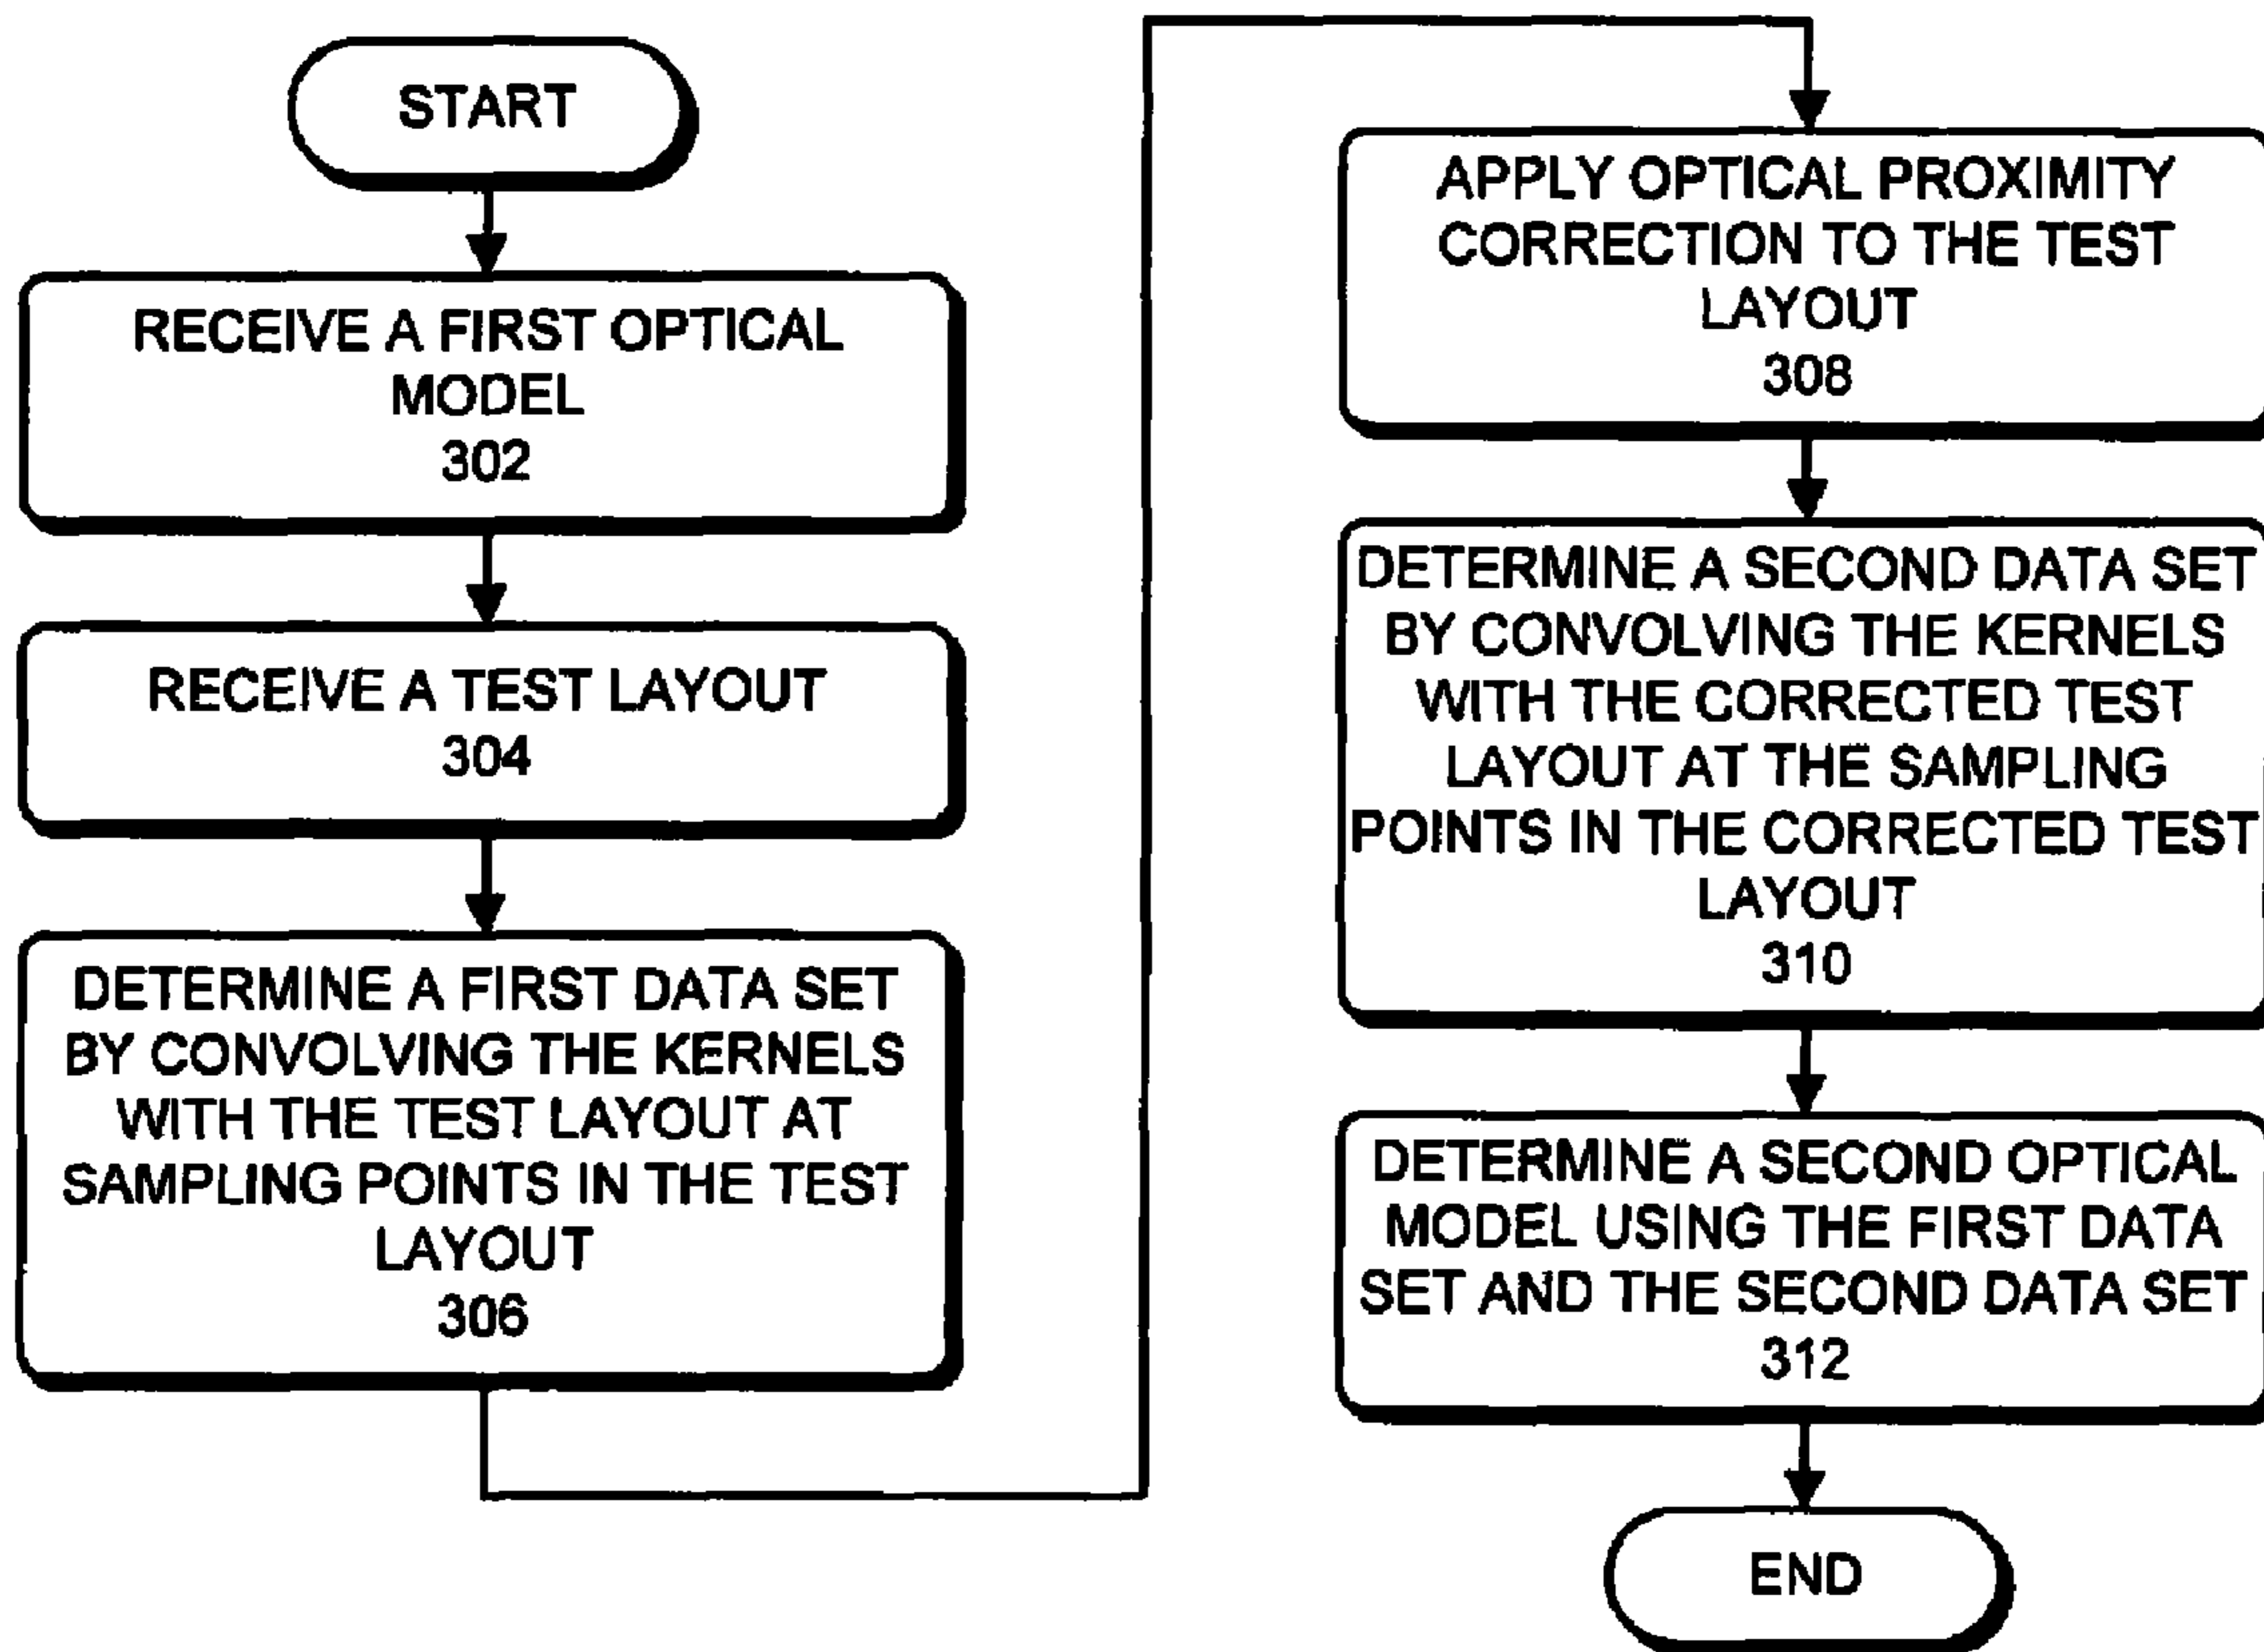 START
RECEIVE A FIRST OPTICAL
MODEL
302
RECEIVE A TEST LAYOUT
304
DETERMINE A FIRST DATA SET
BY CONVOLVING THE KERNELS
WITH THE TEST LAYOUT AT
SAMPLING POINTS IN THE TEST
LAYOUT
306
APPLY OPTICAL PROXIMITY
CORRECTION TO THE TEST
LAYOUT
308
DETERMINE A SECOND DATA SET
BY CONVOLVING THE KERNELS
WITH THE CORRECTED TEST
LAYOUT AT THE SAMPLING
POINTS IN THE CORRECTED TEST
LAYOUT
310
DETERMINE A SECOND OPTICAL
MODEL USING THE FIRST DATA
SET AND THE SECOND DATA SET
312
END